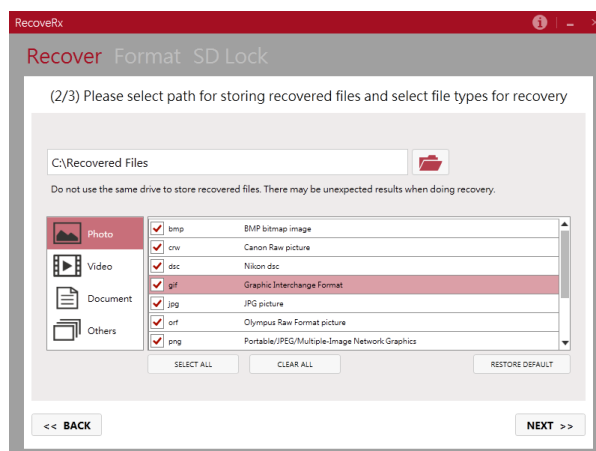 RecoveRx
Recover Format SD Lock
(2/3) Please select path for storing recovered files and select file types for recovery
C:\Recovered Files
Do not use the same drive to store recovered files. There may be unexpected results when doing recovery.
Photo
Video
Document
Others
bmp BMP bitmap image
crw Canon Raw picture
dsc Nikon dsc
gif Graphic Interchange Format
jpg JPG picture
orf Olympus Raw Format picture
png Portable/JPEG/Multiple-Image Network Graphics
SELECT ALL CLEAR ALL RESTORE DEFAULT
<< BACK NEXT >>